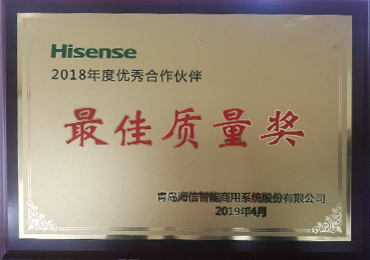 Hisense
2018年度优秀合作伙伴
最佳质量奖
青岛海信智能商用系统股份有限公司
2019年4月